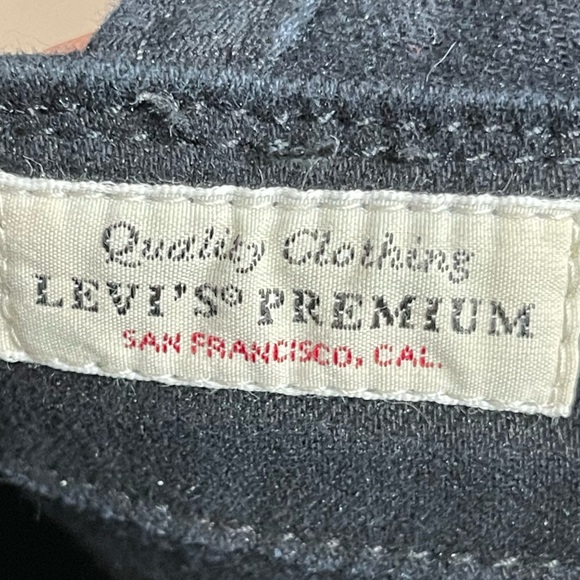 Quality Clothing
LEVI'S® PREMIUM
SAN FRANCISCO, CAL.